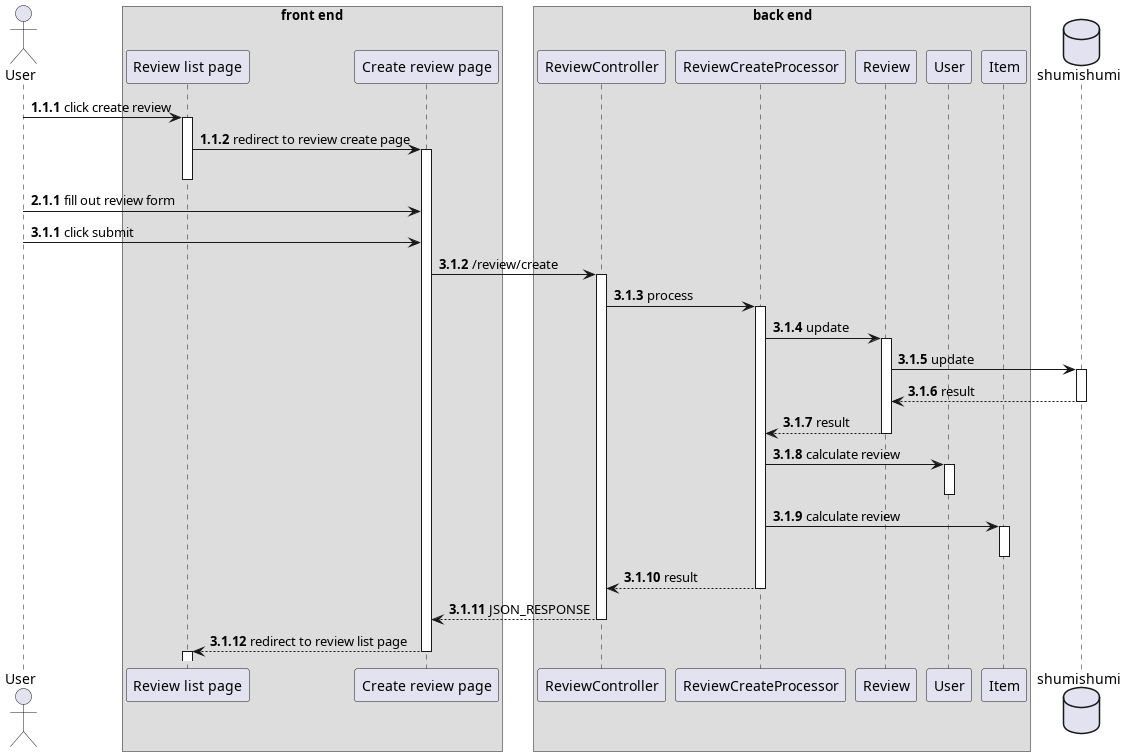 front end
back end
User
Review list page
Create review page
ReviewController
ReviewCreateProcessor
Review
User
Item
shumishumi
1.1.1 click create review
1.1.2 redirect to review create page
2.1.1 fill out review form
3.1.1 click submit
3.1.2 /review/create
3.1.3 process
3.1.4 update
3.1.5 update
3.1.6 result
3.1.7 result
3.1.8 calculate review
3.1.9 calculate review
3.1.10 result
3.1.11 JSON_RESPONSE
3.1.12 redirect to review list page
User
Review list page
Create review page
ReviewController
ReviewCreateProcessor
Review
User
Item
shumishumi